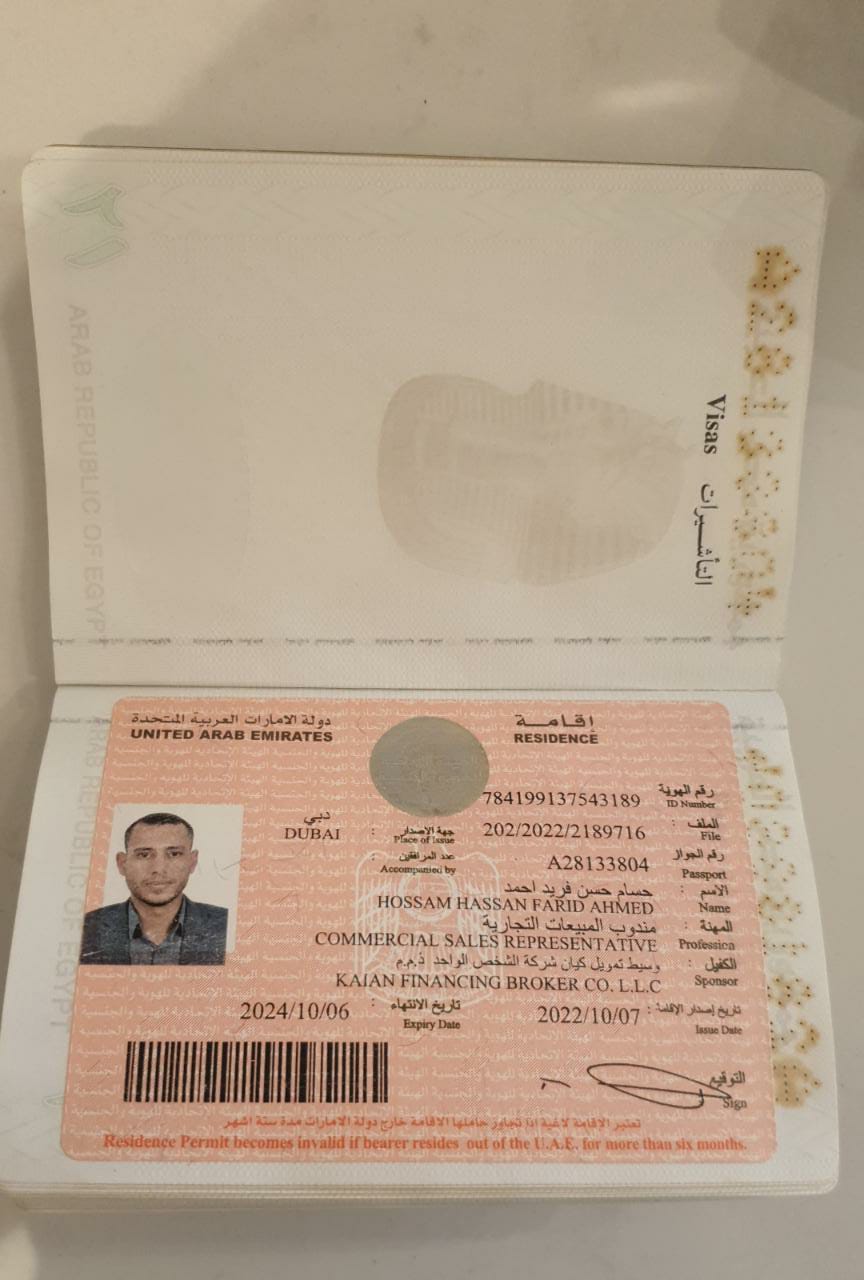 ٢١
ARAB REPUBLIC OF EGYPT
Visas التأشيرات
دولة الامارات العربية المتحدة
UNITED ARAB EMIRATES
إقامة
RESIDENCE
784199137543189 رقم الهوية
ID Number
دبي
DUBAI
جهة الاصدار :
Place of Issue
202/2022/2189716 الملف :
File
عدد المرافقين :
Accompanied by
A28133804 رقم الجواز
Passport
حسام حسن فريد احمد الاسم :
HOSSAM HASSAN FARID AHMED Name
مندوب المبيعات التجارية المهنة :
COMMERCIAL SALES REPRESENTATIVE Profession
وسيط تمويل كيان شركة الشخص الواحد ذ.م.م الكفيل :
KAIAN FINANCING BROKER CO. L.L.C Sponsor
2024/10/06 تاريخ الانتهاء :
Expiry Date
2022/10/07 تاريخ إصدار الاقامة :
Issue Date
التوقيع
Sign
تعتبر الاقامة لاغية اذا تجاوز حاملها الاقامة خارج دولة الامارات مدة ستة اشهر
Residence Permit becomes invalid if bearer resides out of the U.A.E. for more than six months.
ARAB REPUBLIC OF EGYPT